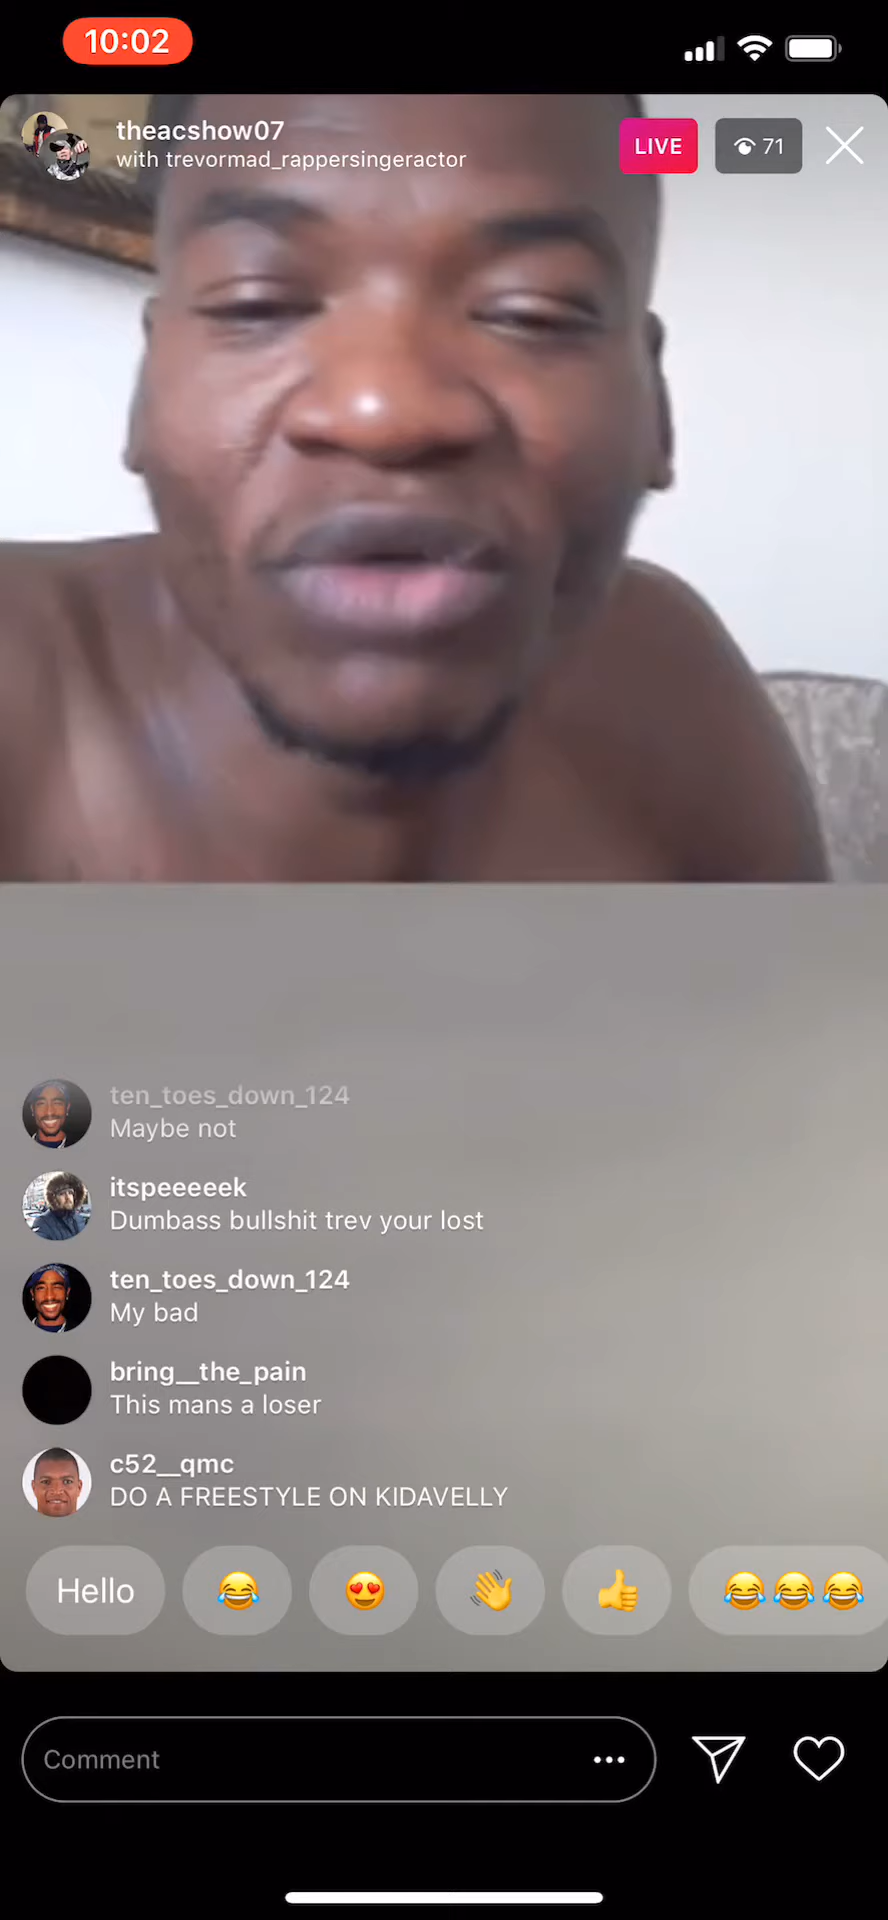 10:02
theacshow07
with trevormad_rappersingeractor
LIVE
71
ten_toes_down_124
Maybe not
itspeeeeek
Dumbass bullshit trev your lost
ten_toes_down_124
My bad
bring__the_pain
This mans a loser
c52__qmc
DO A FREESTYLE ON KIDAVELLY
Hello
Comment